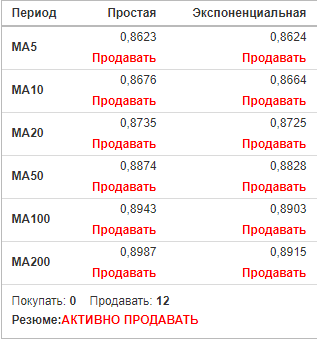 Период Простая Экспоненциальная
MA5 0,8623 0,8624
Продавать Продавать
MA10 0,8676 0,8664
Продавать Продавать
MA20 0,8735 0,8725
Продавать Продавать
MA50 0,8874 0,8828
Продавать Продавать
MA100 0,8943 0,8903
Продавать Продавать
MA200 0,8987 0,8915
Продавать Продавать
Покупать: 0 Продавать: 12
Резюме:АКТИВНО ПРОДАВАТЬ